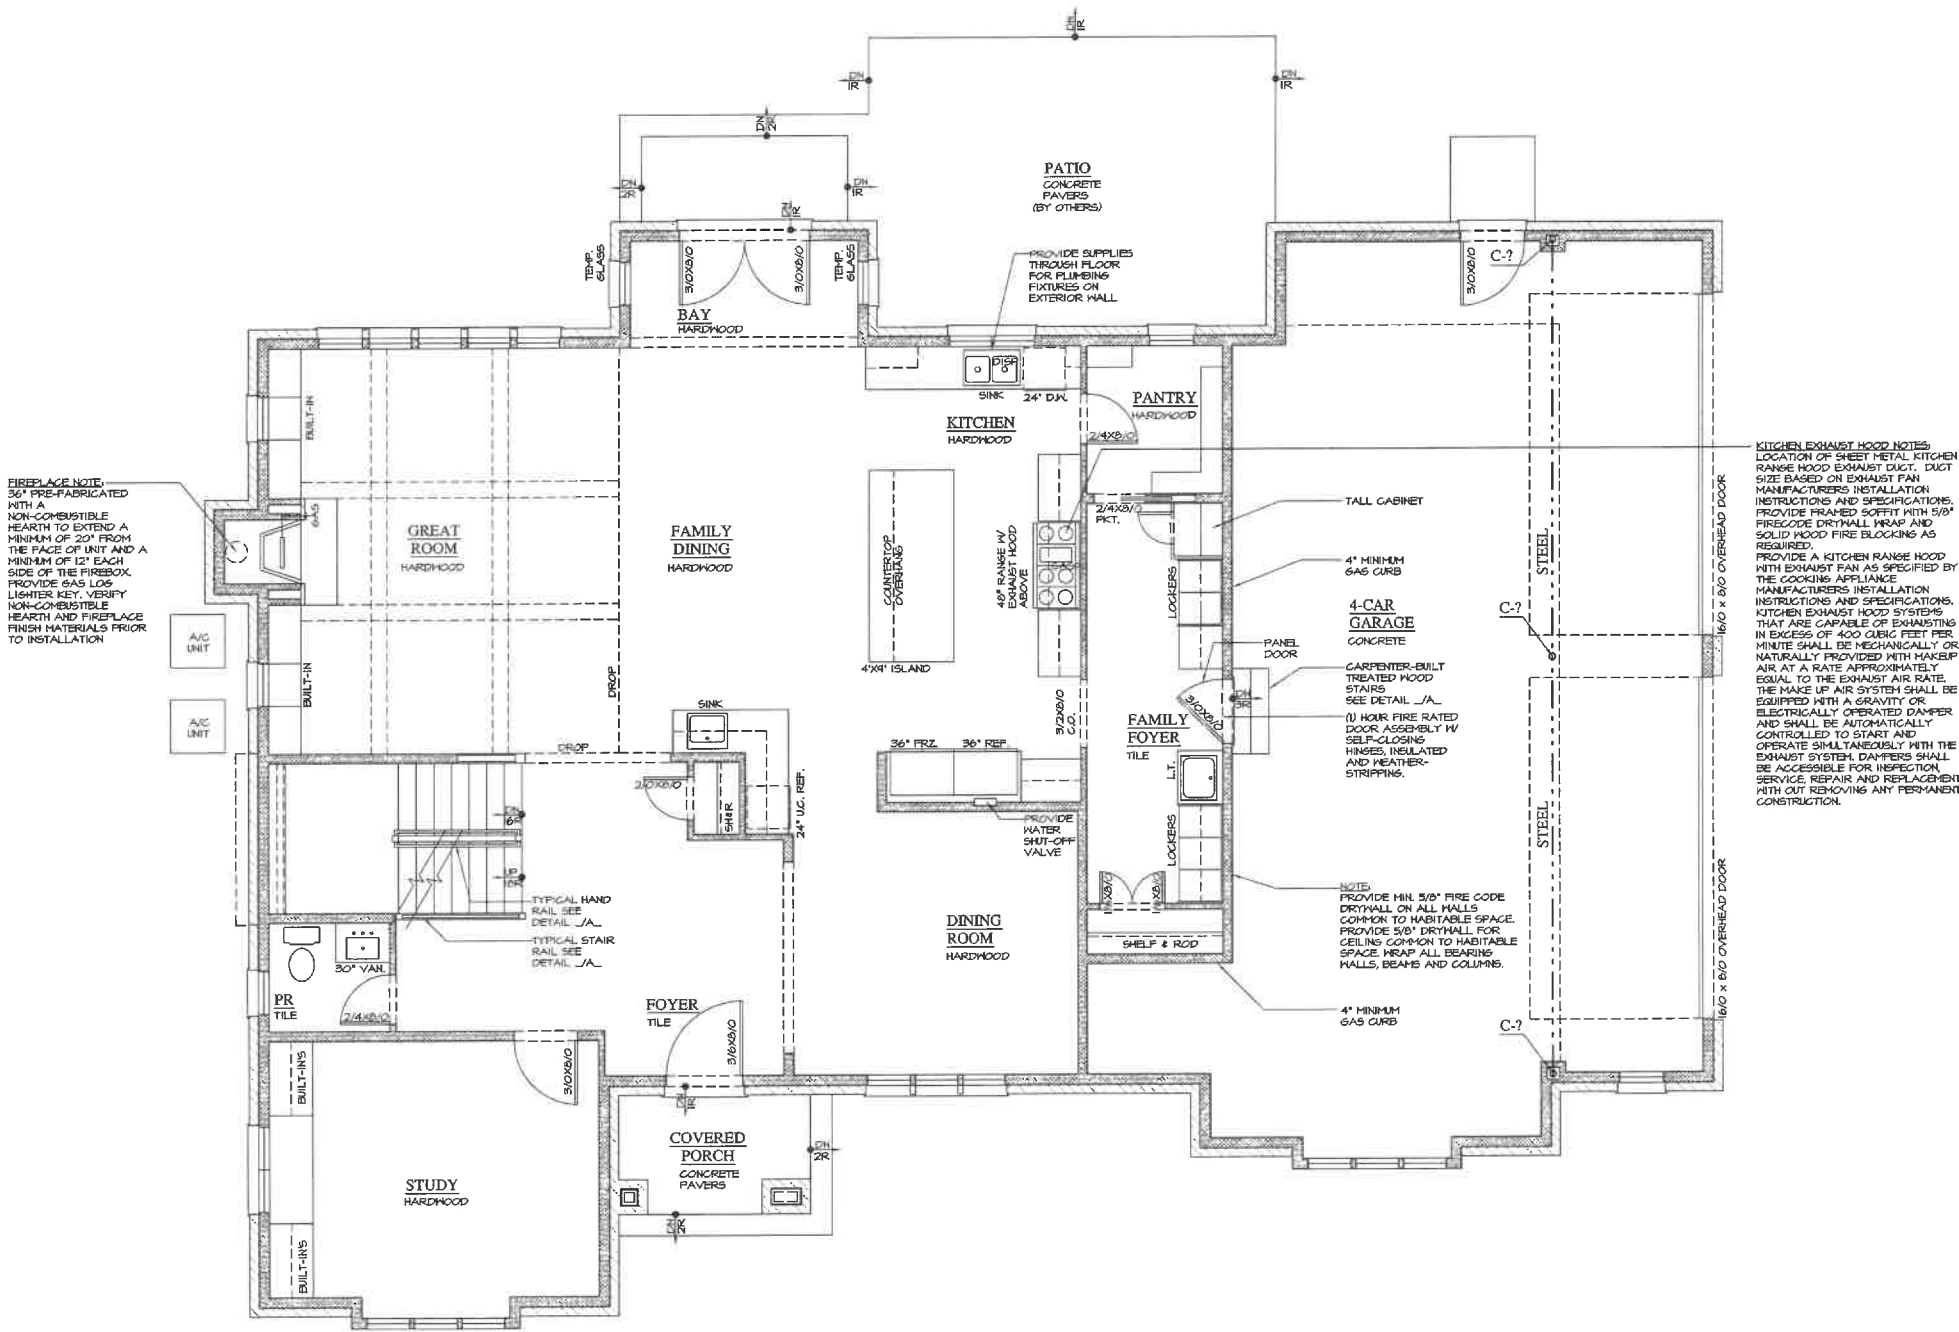 DN
1R
DN
1R
DN
1R
DN
2R
DN
2R
DN
1R
DN
1R
PATIO
CONCRETE
PAVERS
(BY OTHERS)
TEMP.
GLASS
3/0X8/0
3/0X8/0
TEMP.
GLASS
BAY
HARDWOOD
PROVIDE SUPPLIES
THROUGH FLOOR
FOR PLUMBING
FIXTURES ON
EXTERIOR WALL
3/0X8/0
C-?
DISP
SINK
24" D.W.
KITCHEN
HARDWOOD
PANTRY
HARDWOOD
2/4X8/0
BUILT-IN
FIREPLACE NOTE:
36" PRE-FABRICATED
WITH A
NON-COMBUSTIBLE
HEARTH TO EXTEND A
MINIMUM OF 20" FROM
THE FACE OF UNIT AND A
MINIMUM OF 12" EACH
SIDE OF THE FIREBOX.
PROVIDE GAS LOG
LIGHTER KEY. VERIFY
NON-COMBUSTIBLE
HEARTH AND FIREPLACE
FINISH MATERIALS PRIOR
TO INSTALLATION
GAS
GREAT
ROOM
HARDWOOD
FAMILY
DINING
HARDWOOD
COUNTERTOP
OVERHANG
4'X9' ISLAND
48" RANGE W/
EXHAUST HOOD
ABOVE
2/4X8/0
PKT.
LOCKERS
TALL CABINET
4" MINIMUM
GAS CURB
4-CAR
GARAGE
CONCRETE
STEEL
C-?
16/0 x 8/0 OVERHEAD DOOR
KITCHEN EXHAUST HOOD NOTES:
LOCATION OF SHEET METAL KITCHEN
RANGE HOOD EXHAUST DUCT. DUCT
SIZE BASED ON EXHAUST FAN
MANUFACTURERS INSTALLATION
INSTRUCTIONS AND SPECIFICATIONS.
PROVIDE FRAMED SOFFIT WITH 5/8"
FIRECODE DRYWALL WRAP AND
SOLID WOOD FIRE BLOCKING AS
REQUIRED.
PROVIDE A KITCHEN RANGE HOOD
WITH EXHAUST FAN AS SPECIFIED BY
THE COOKING APPLIANCE
MANUFACTURERS INSTALLATION
INSTRUCTIONS AND SPECIFICATIONS.
KITCHEN EXHAUST HOOD SYSTEMS
THAT ARE CAPABLE OF EXHAUSTING
IN EXCESS OF 400 CUBIC FEET PER
MINUTE SHALL BE MECHANICALLY OR
NATURALLY PROVIDED WITH MAKEUP
AIR AT A RATE APPROXIMATELY
EQUAL TO THE EXHAUST AIR RATE.
THE MAKE UP AIR SYSTEM SHALL BE
EQUIPPED WITH A GRAVITY OR
ELECTRICALLY OPERATED DAMPER
AND SHALL BE AUTOMATICALLY
CONTROLLED TO START AND
OPERATE SIMULTANEOUSLY WITH THE
EXHAUST SYSTEM. DAMPERS SHALL
BE ACCESSIBLE FOR INSPECTION,
SERVICE, REPAIR AND REPLACEMENT
WITH OUT REMOVING ANY PERMANENT
CONSTRUCTION.
A/C
UNIT
A/C
UNIT
BUILT-IN
DROP
DROP
SINK
3/2X8/0
C.O.
FAMILY
FOYER
TILE
3/0X8/0
PANEL
DOOR
CARPENTER-BUILT
TREATED WOOD
STAIRS
SEE DETAIL _/A_
DN
3R
(1) HOUR FIRE RATED
DOOR ASSEMBLY W/
SELF-CLOSING
HINGES, INSULATED
AND WEATHER-
STRIPPING.
L.T.
LOCKERS
36" FRZ.
36" REF.
PROVIDE
WATER
SHUT-OFF
VALVE
2/0X8/0
SH&R
24" U.C. REF.
DN
UP
TYPICAL HAND
RAIL SEE
DETAIL _/A_
TYPICAL STAIR
RAIL SEE
DETAIL _/A_
STEEL
16/0 x 8/0 OVERHEAD DOOR
NOTE:
PROVIDE MIN. 5/8" FIRE CODE
DRYWALL ON ALL WALLS
COMMON TO HABITABLE SPACE.
PROVIDE 5/8" DRYWALL FOR
CEILING COMMON TO HABITABLE
SPACE. WRAP ALL BEARING
WALLS, BEAMS AND COLUMNS.
SHELF & ROD
DINING
ROOM
HARDWOOD
4" MINIMUM
GAS CURB
C-?
30" VAN.
PR
TILE
2/4X8/0
FOYER
TILE
3/6X8/0
3/0X8/0
BUILT-IN'S
DN
1R
COVERED
PORCH
CONCRETE
PAVERS
DN
2R
DN
2R
STUDY
HARDWOOD
BUILT-IN'S